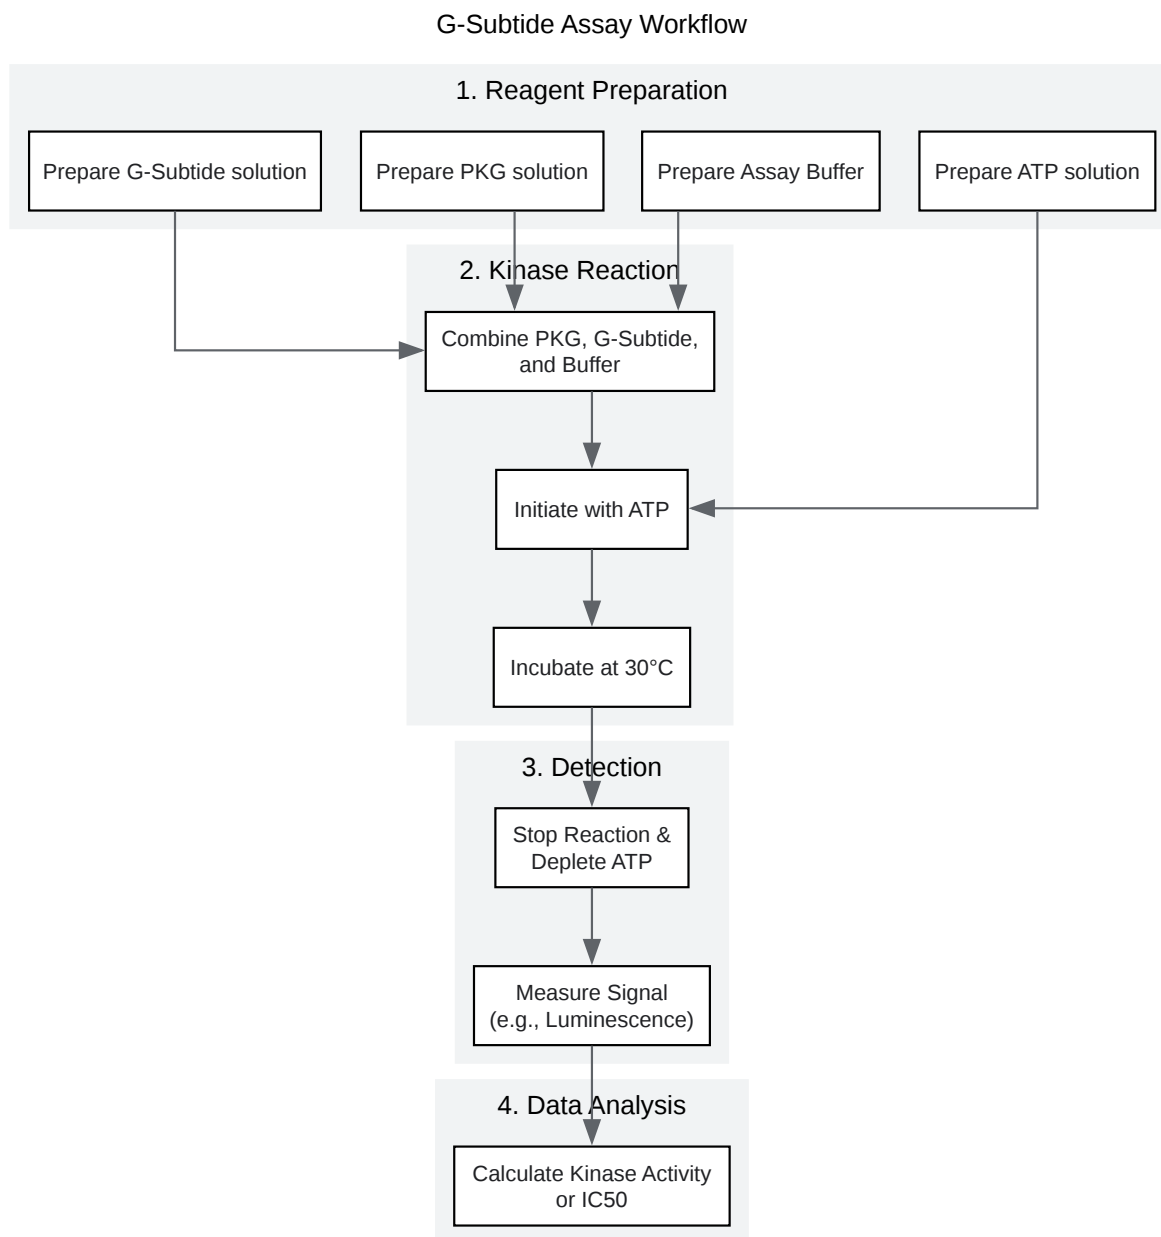 G-Subtide Assay Workflow
1. Reagent Preparation
Prepare G-Subtide solution
Prepare PKG solution
Prepare Assay Buffer
Prepare ATP solution
2. Kinase Reaction
Combine PKG, G-Subtide,
and Buffer
Initiate with ATP
Incubate at 30°C
3. Detection
Stop Reaction &
Deplete ATP
Measure Signal
(e.g., Luminescence)
4. Data Analysis
Calculate Kinase Activity
or IC50